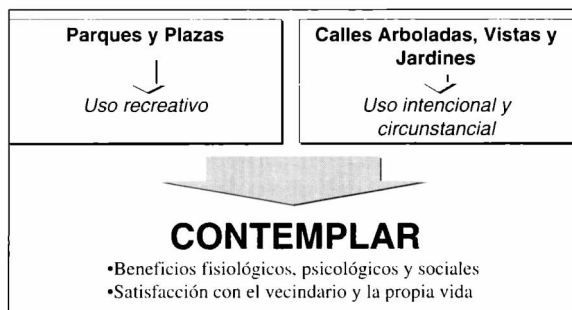 Parques y Plazas
Uso recreativo
Calles Arboladas, Vistas y
Jardines
Uso intencional y
circunstancial
CONTEMPLAR
•Beneficios fisiológicos, psicológicos y sociales
•Satisfacción con el vecindario y la propia vida